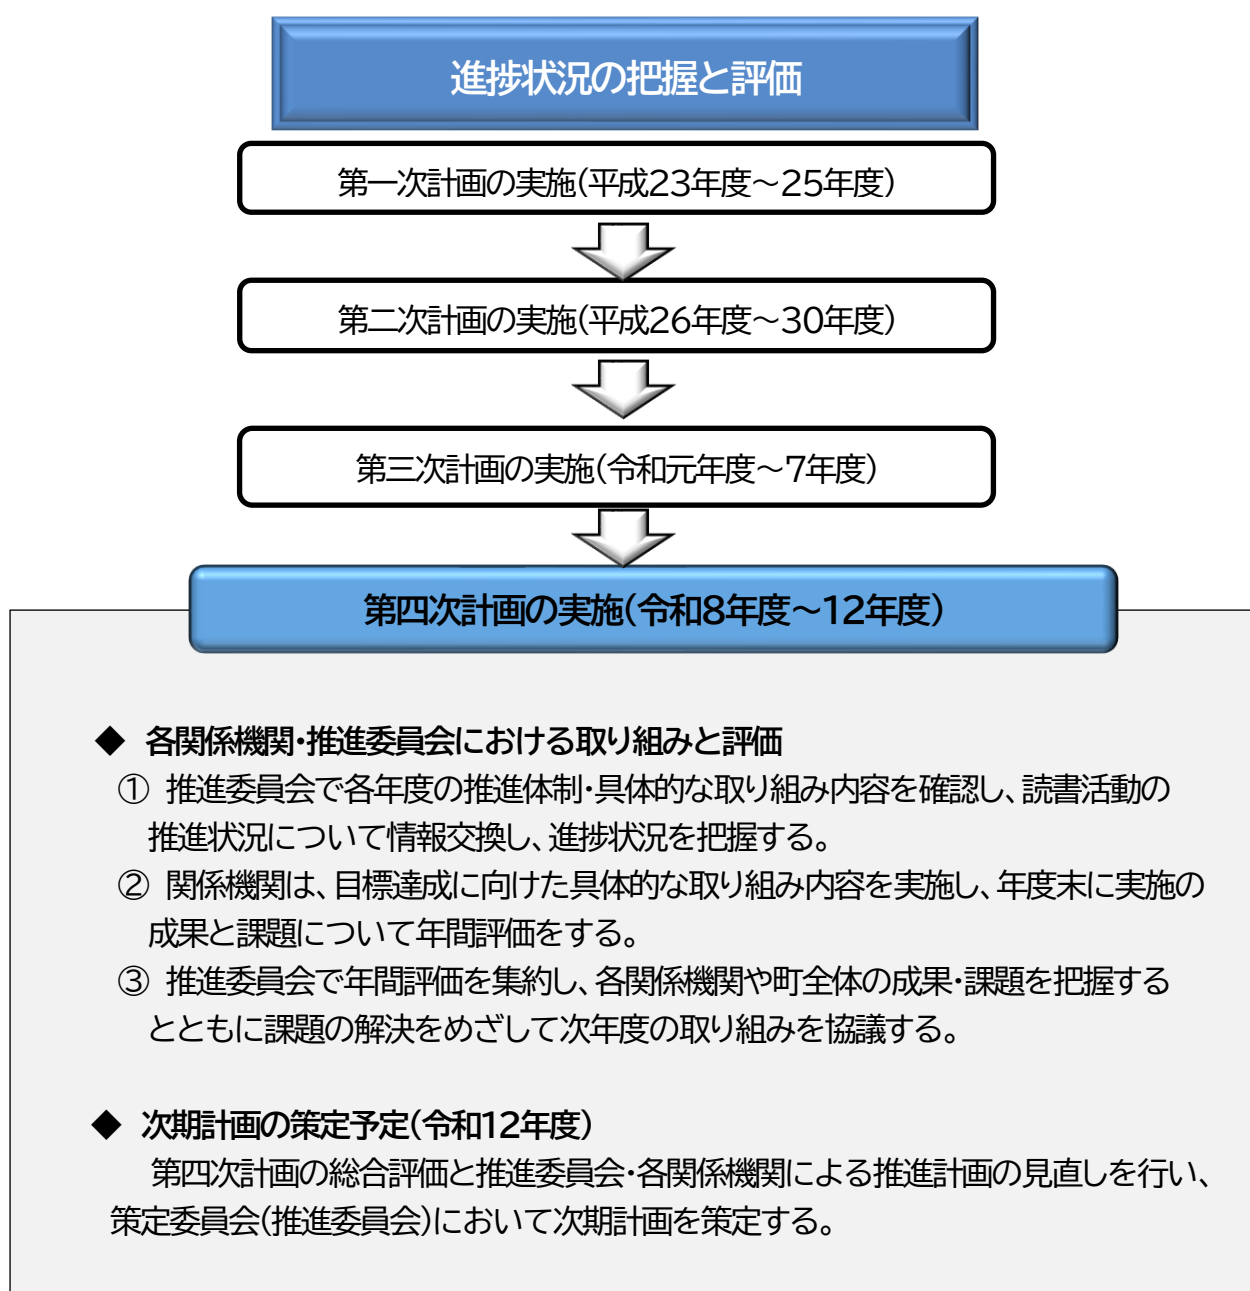 進捗状況の把握と評価
第一次計画の実施(平成23年度～25年度)
第二次計画の実施(平成26年度～30年度)
第三次計画の実施(令和元年度～7年度)
第四次計画の実施(令和8年度～12年度)
◆ 各関係機関・推進委員会における取り組みと評価
① 推進委員会で各年度の推進体制・具体的な取り組み内容を確認し、読書活動の
推進状況について情報交換し、進捗状況を把握する。
② 関係機関は、目標達成に向けた具体的な取り組み内容を実施し、年度末に実施の
成果と課題について年間評価をする。
③ 推進委員会で年間評価を集約し、各関係機関や町全体の成果・課題を把握する
とともに課題の解決をめざして次年度の取り組みを協議する。
◆ 次期計画の策定予定(令和12年度)
第四次計画の総合評価と推進委員会・各関係機関による推進計画の見直しを行い、
策定委員会(推進委員会)において次期計画を策定する。